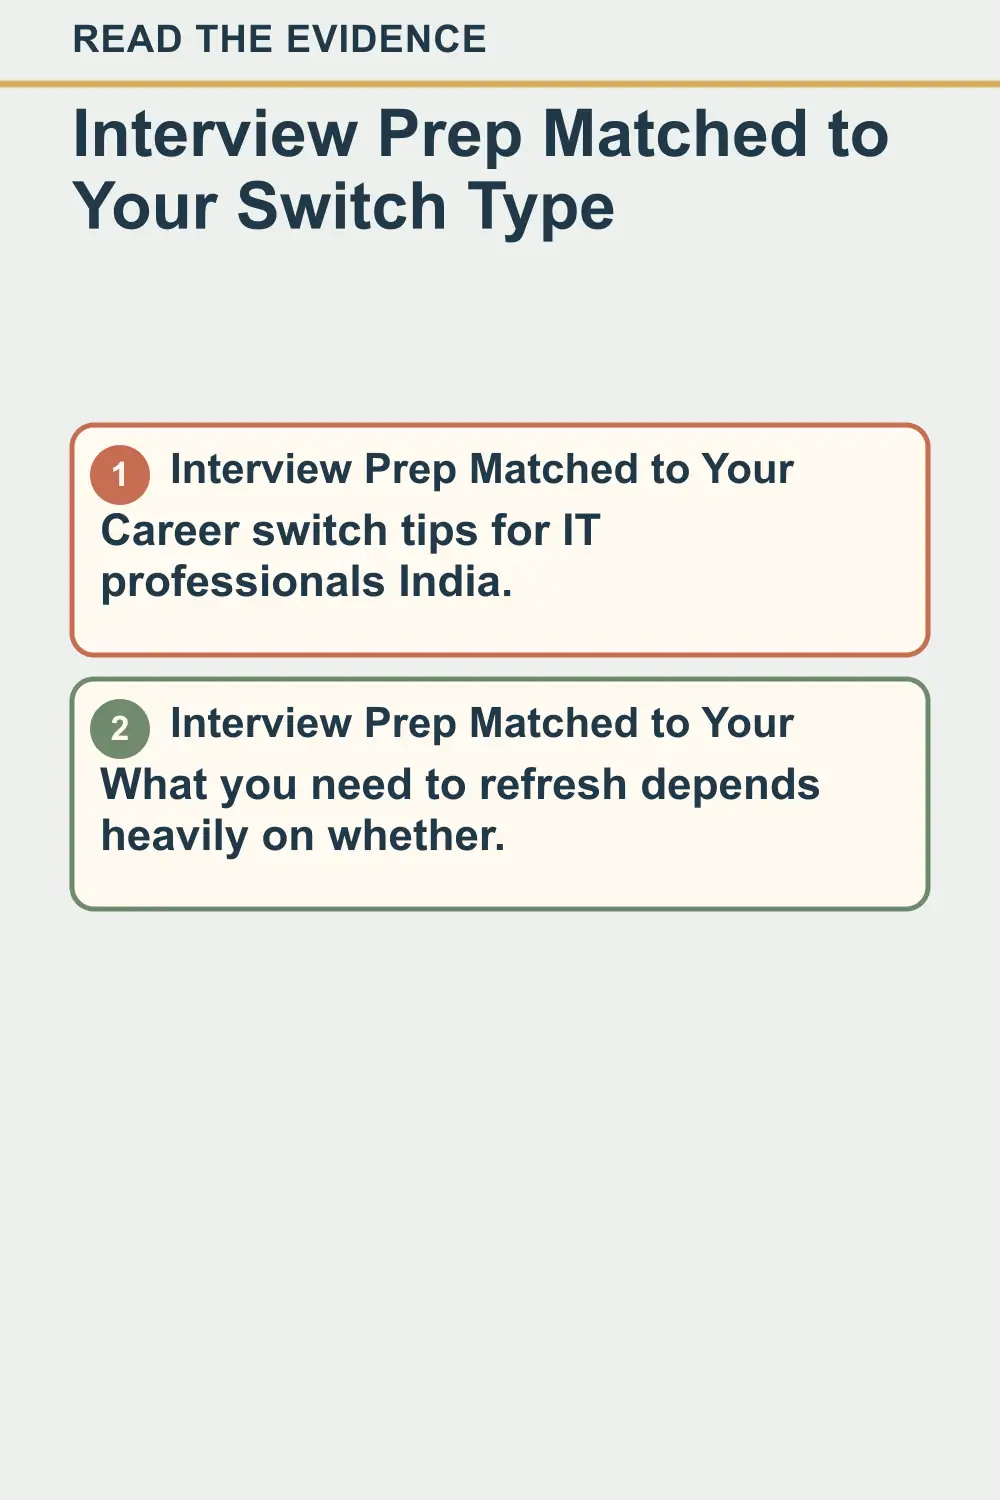 READ THE EVIDENCE
Interview Prep Matched to
Your Switch Type
1 Interview Prep Matched to Your
Career switch tips for IT
professionals India.
2 Interview Prep Matched to Your
What you need to refresh depends
heavily on whether.